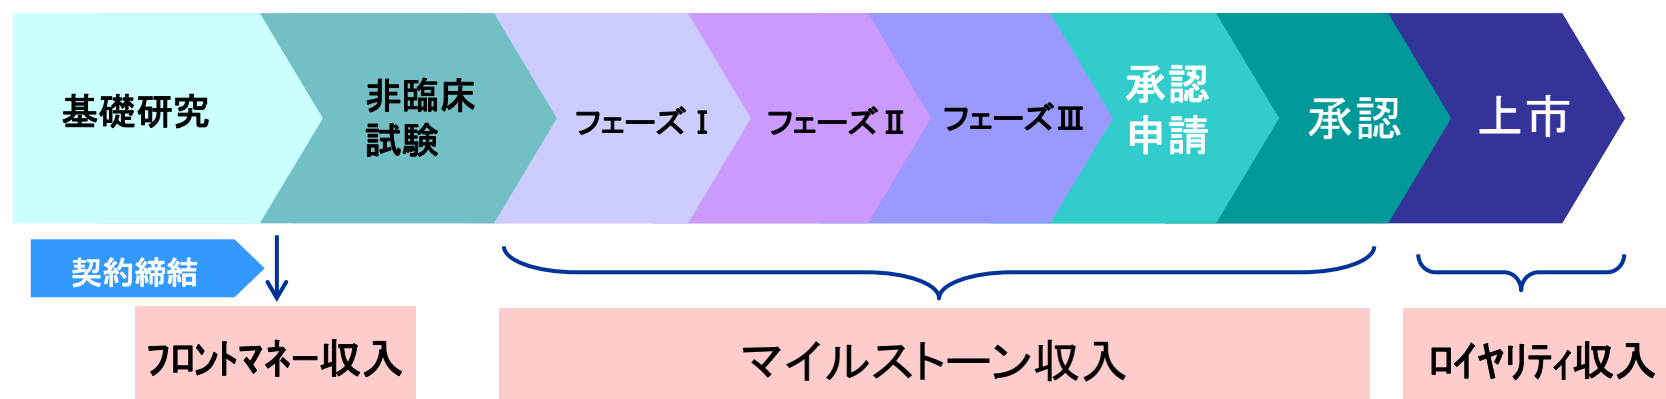 基礎研究
非臨床
試験
フェーズⅠ
フェーズⅡ
フェーズⅢ
承認
申請
承認
上市
契約締結
フロントマネー収入
マイルストーン収入
ロイヤリティ収入